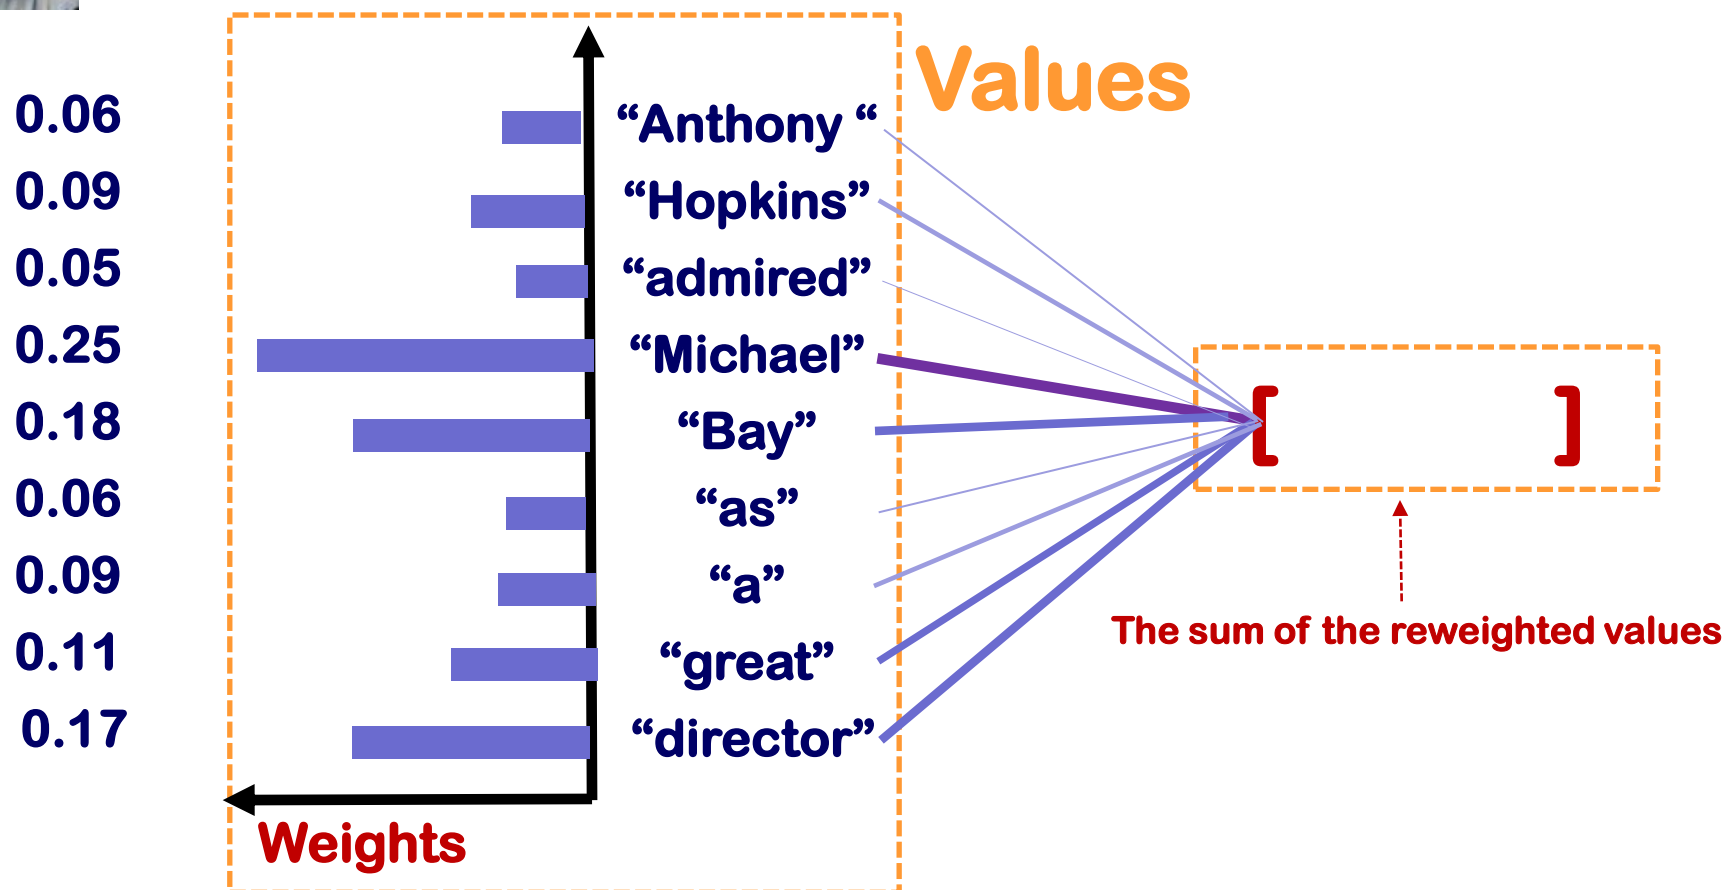 Values
0.06 “Anthony “
0.09 “Hopkins”
0.05 “admired”
0.25 “Michael”
0.18 “Bay”
0.06 “as”
0.09 “a”
0.11 “great”
0.17 “director”
[ ]
The sum of the reweighted values
Weights